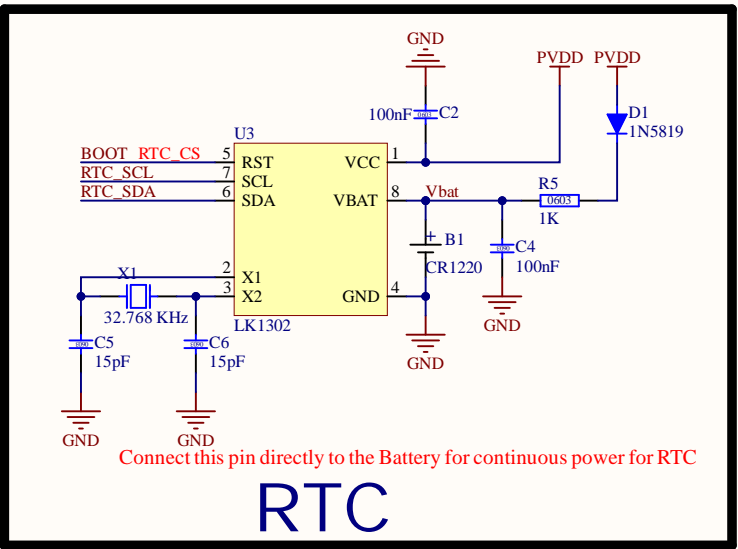 GND
PVDD PVDD
100nF 0603 C2
D1
1N5819
U3
BOOT RTC_CS 5 RST VCC 1
RTC_SCL 7 SCL
RTC_SDA 6 SDA VBAT 8 Vbat
R5
0603
1K
B1
CR1220
C4
100nF
X1
2 X1
3 X2 GND 4
32.768 KHz
LK1302
GND
C5
15pF
C6
15pF
GND
GND
GND
Connect this pin directly to the Battery for continuous power for RTC
RTC